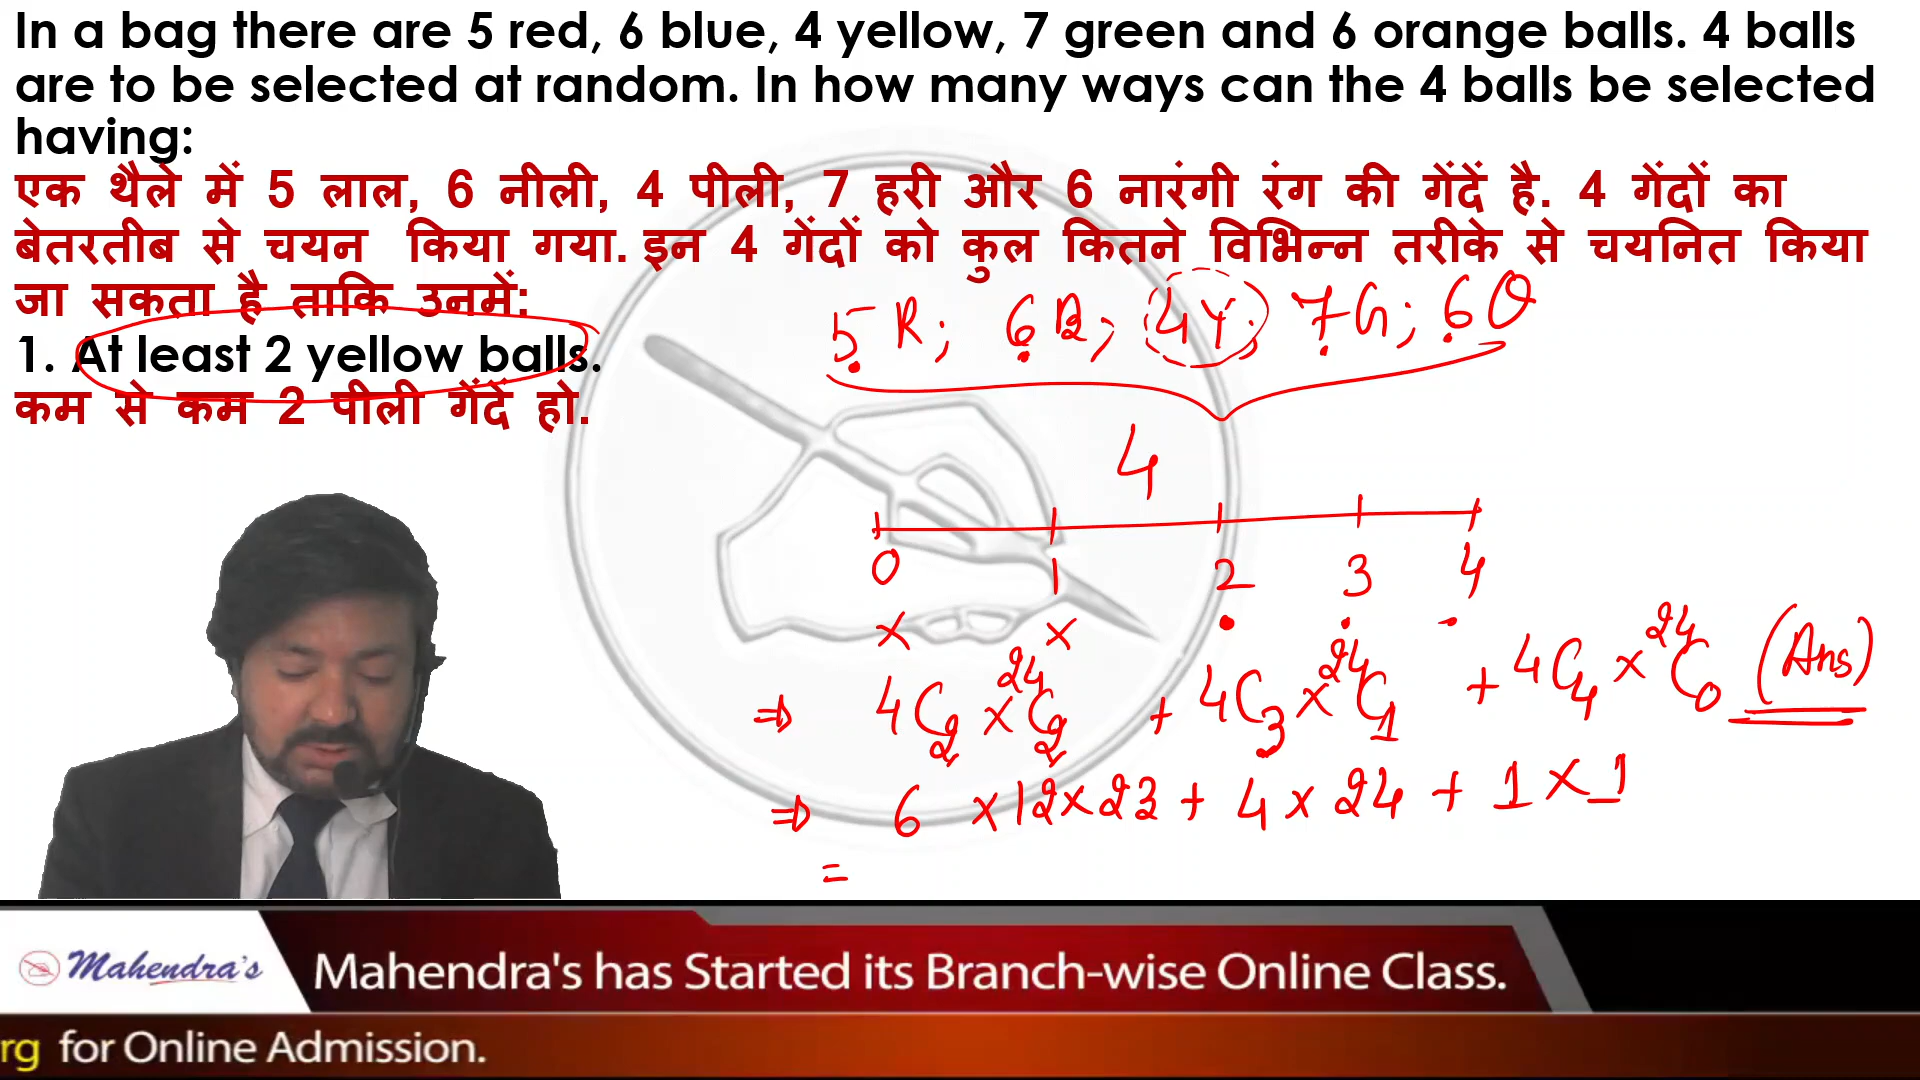 In a bag there are 5 red, 6 blue, 4 yellow, 7 green and 6 orange balls. 4 balls
are to be selected at random. In how many ways can the 4 balls be selected
having:
एक थैले में 5 लाल, 6 नीली, 4 पीली, 7 हरी और 6 नारंगी रंग की गेंदें है. 4 गेंदों का
बेतरतीब से चयन किया गया. इन 4 गेंदों को कुल कितने विभिन्न तरीके से चयनित किया
जा सकता है ताकि उनमें:
1. At least 2 yellow balls.
कम से कम 2 पीली गेंदें हो.
5R; 6B; 4Y; 7G; 6O
4
0 1 2 3 4
× ×
⇒ 4C2 × 24C2 + 4C3 × 24C1 + 4C4 × 24C0 (Ans)
⇒ 6 × 12 × 23 + 4 × 24 + 1 × 1
=
Mahendra's
Mahendra's has Started its Branch-wise Online Class.
rg for Online Admission.